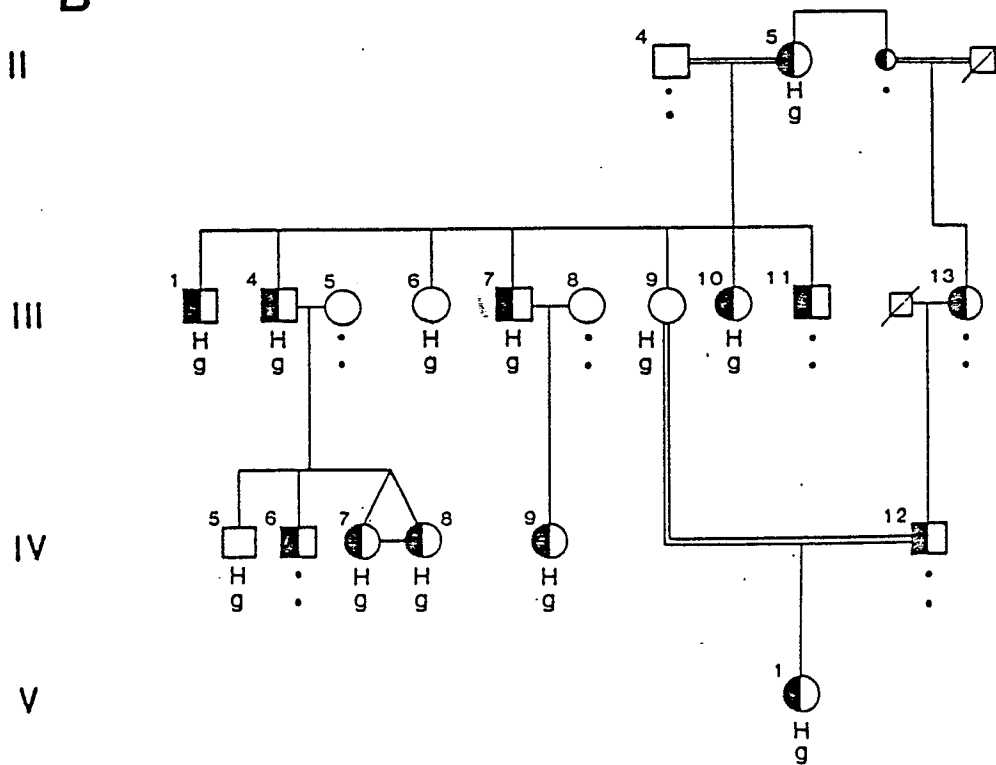 B
II
4 5
H
g
III
1 4 5 6 7 8 9 10 11 13
H H H H H H
g g g g g g
IV
5 6 7 8 9 12
H H H H
g g g g
V
1
H
g